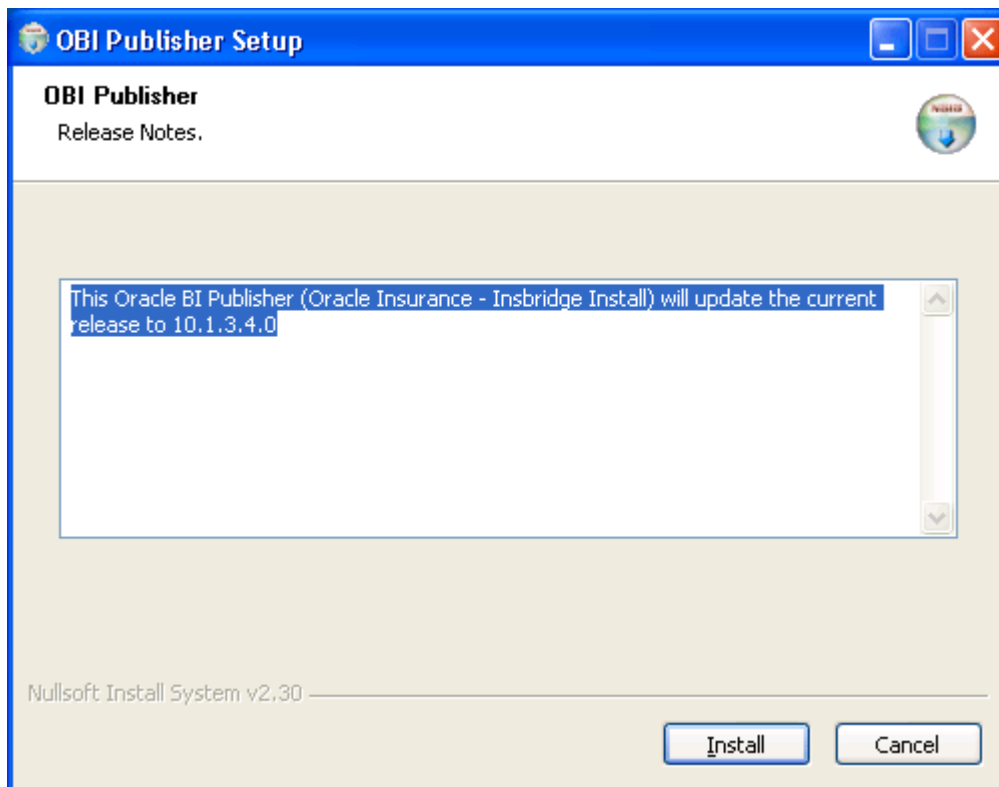 OBI Publisher Setup
OBI Publisher
Release Notes.
This Oracle BI Publisher (Oracle Insurance - Insbridge Install) will update the current
release to 10.1.3.4.0
Nullsoft Install System v2.30
Install
Cancel